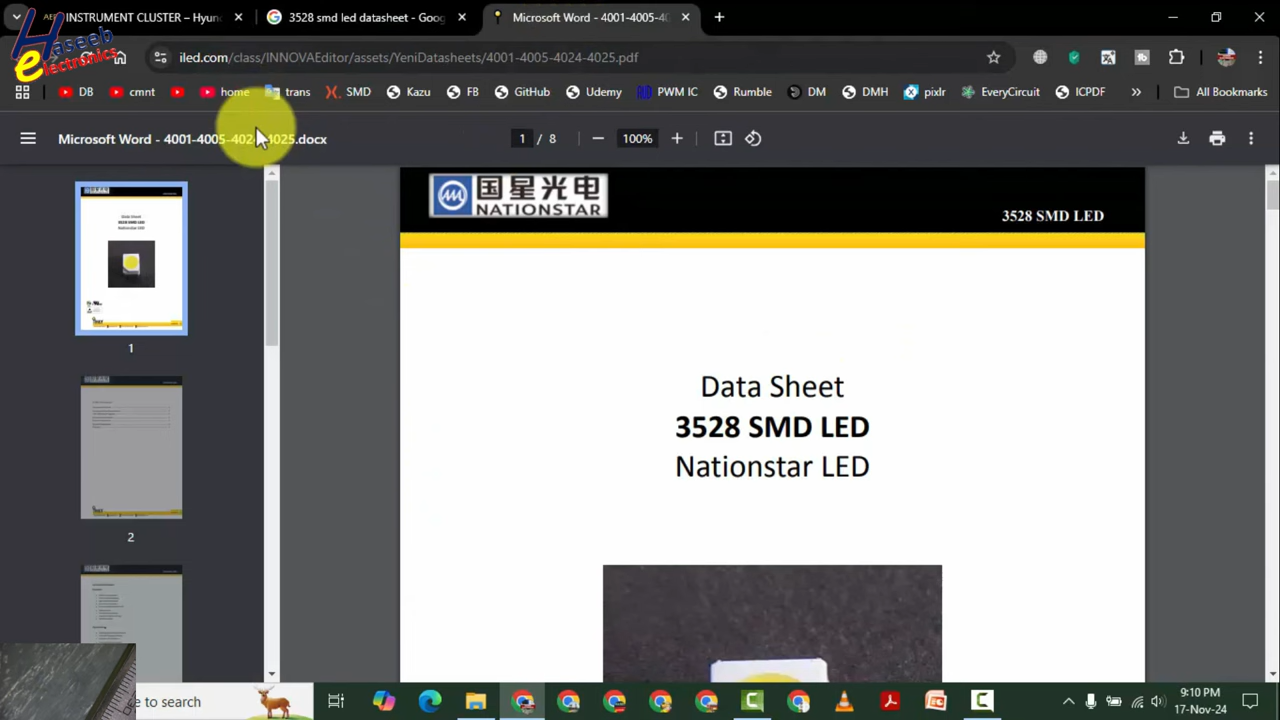 INSTRUMENT CLUSTER – Hyun
3528 smd led datasheet - Goog
Microsoft Word - 4001-4005-40
Haseeb
electronics
iled.com/class/INNOVAEditor/assets/YeniDatasheets/4001-4005-4024-4025.pdf
DB
cmnt
home
trans
SMD
Kazu
FB
GitHub
Udemy
PWM IC
Rumble
DM
DMH
pixlr
EveryCircuit
ICPDF
All Bookmarks
Microsoft Word - 4001-4005-4024-4025.docx
1 / 8
100%
国星光电
NATIONSTAR
3528 SMD LED
Data Sheet
3528 SMD LED
Nationstar LED
1
2
e to search
9:10 PM
17-Nov-24